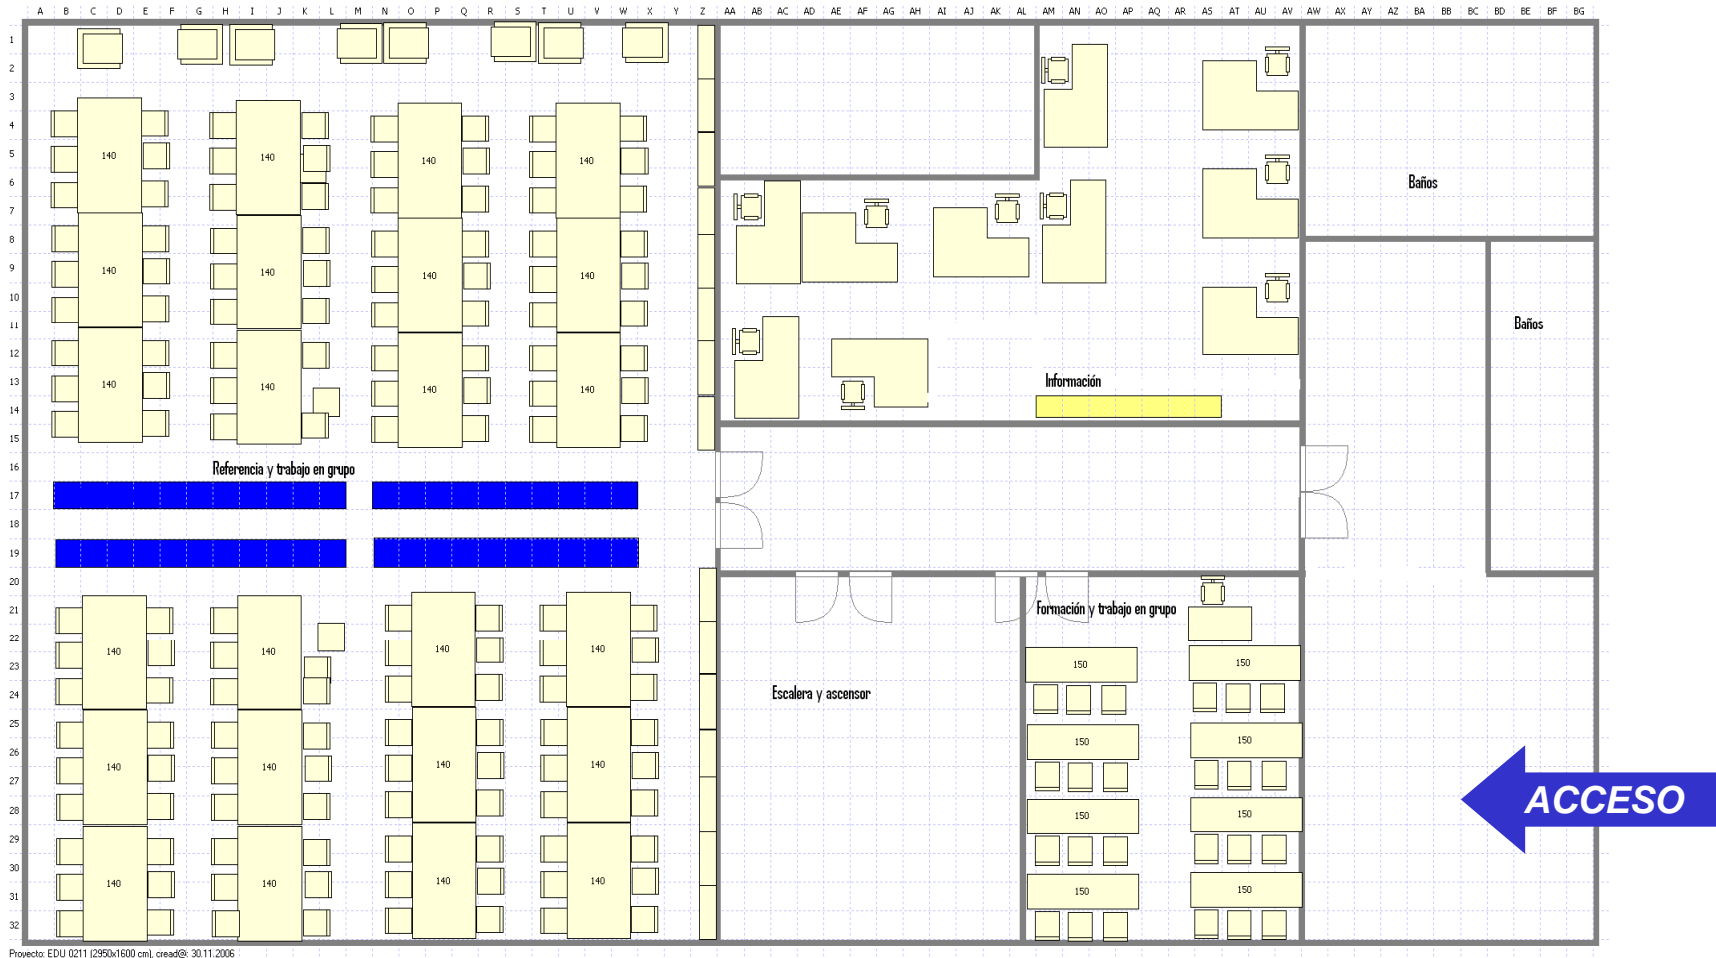 A B C D E F G H I J K L M N O P Q R S T U V W X Y Z AA AB AC AD AE AF AG AH AI AJ AK AL AM AN AO AP AQ AR AS AT AU AV AW AX AY AZ BA BB BC BD BE BF BG
1
2
3
4
140 140 140 140
5
6
Baños
7
8
9
140 140 140 140
10
11
Baños
12
13
Información
140 140 140 140
14
15
16
Referencia y trabajo en grupo
17
18
19
20
21
Formación y trabajo en grupo
22
140 140 140 140
23
150 150
24
Escalera y ascensor
25
26
150 150
140 140 140 140
27
28
ACCESO
150 150
29
30
140 140 140 140
31
150 150
32
Proyecto: EDU 0211 (2950x1600 cm), cread@: 30.11.2006